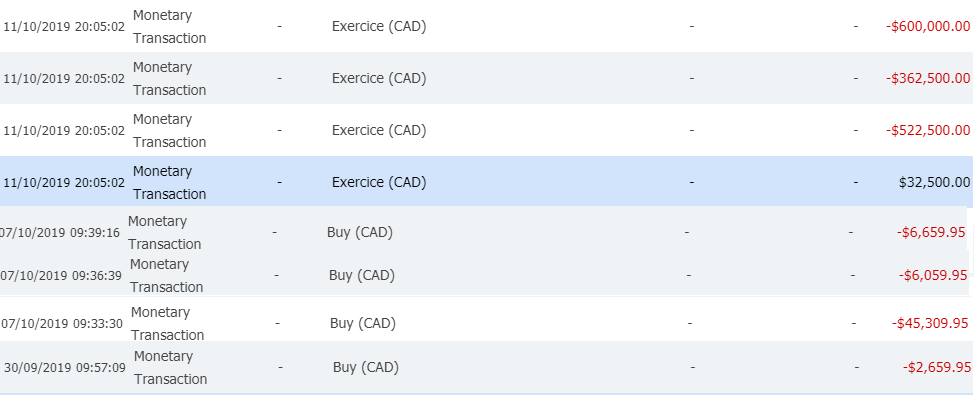 11/10/2019 20:05:02 Monetary Transaction - Exercice (CAD) - - -$600,000.00
11/10/2019 20:05:02 Monetary Transaction - Exercice (CAD) - - -$362,500.00
11/10/2019 20:05:02 Monetary Transaction - Exercice (CAD) - - -$522,500.00
11/10/2019 20:05:02 Monetary Transaction - Exercice (CAD) - - $32,500.00
07/10/2019 09:39:16 Monetary Transaction - Buy (CAD) - - -$6,659.95
07/10/2019 09:36:39 Monetary Transaction - Buy (CAD) - - -$6,059.95
07/10/2019 09:33:30 Monetary Transaction - Buy (CAD) - - -$45,309.95
30/09/2019 09:57:09 Monetary Transaction - Buy (CAD) - - -$2,659.95